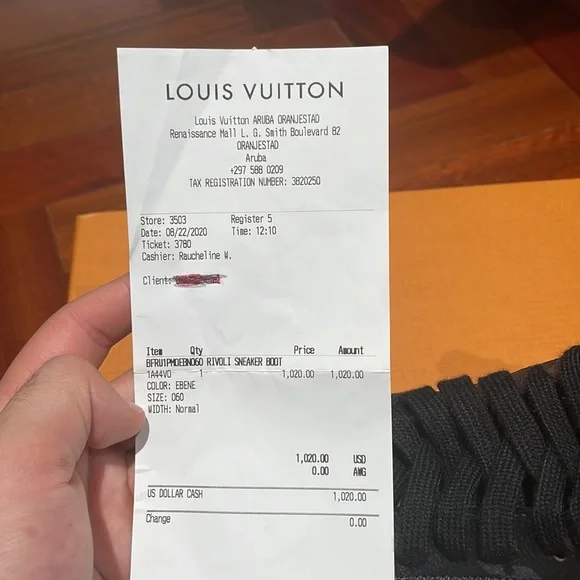 LOUIS VUITTON
Louis Vuitton ARUBA ORANJESTAD
Renaissance Mall L. G. Smith Boulevard 82
ORANJESTAD
Aruba
+297 588 0209
TAX REGISTRATION NUMBER: 3820250
Store: 3503 Register 5
Date: 08/22/2020 Time: 12:10
Ticket: 3780
Cashier: Raucheline W.
Client:
Item Qty Price Amount
BFRU1PMOEBNO60 RIVOLI SNEAKER BOOT
1A44VO 1 1,020.00 1,020.00
COLOR: EBENE
SIZE: 060
WIDTH: Normal
1,020.00 USD
0.00 AWG
US DOLLAR CASH 1,020.00
Change 0.00